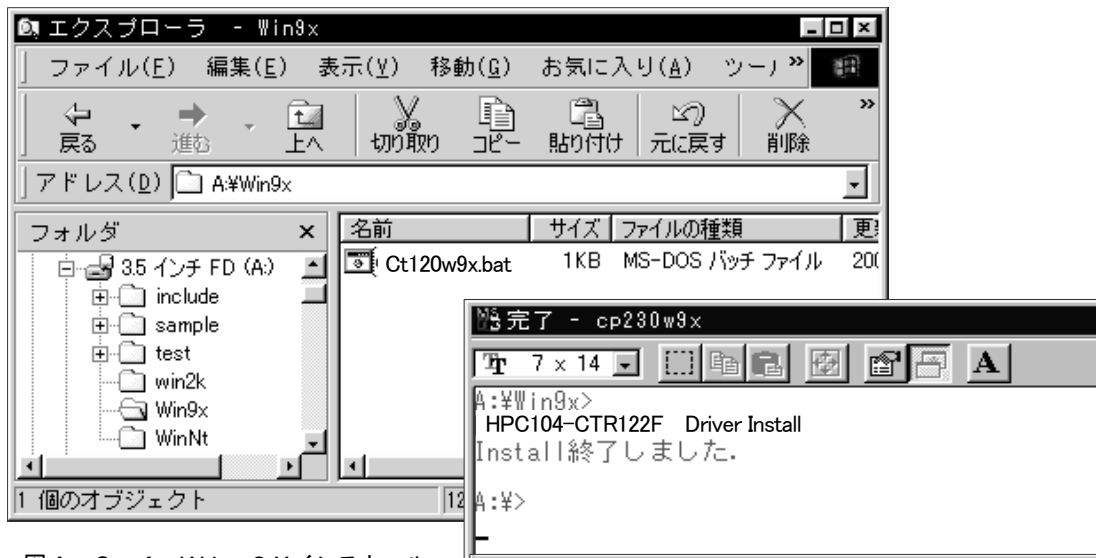 エクスプローラ - Win9x
ファイル(F) 編集(E) 表示(V) 移動(G) お気に入り(A) »
戻る 進む 上へ 切り取り コピー 貼り付け 元に戻す 削除 »
アドレス(D) A:¥Win9x
フォルダ ×
3.5 インチ FD (A:)
include
sample
test
win2k
Win9x
WinNt
名前 サイズ ファイルの種類
Ct120w9x.bat 1KB MS-DOS バッチ ファイル
1 個のオブジェクト
完了 - cp230w9x
7 x 14
A:¥Win9x>
HPC104-CTR122F Driver Install
Install終了しました.
A:¥>